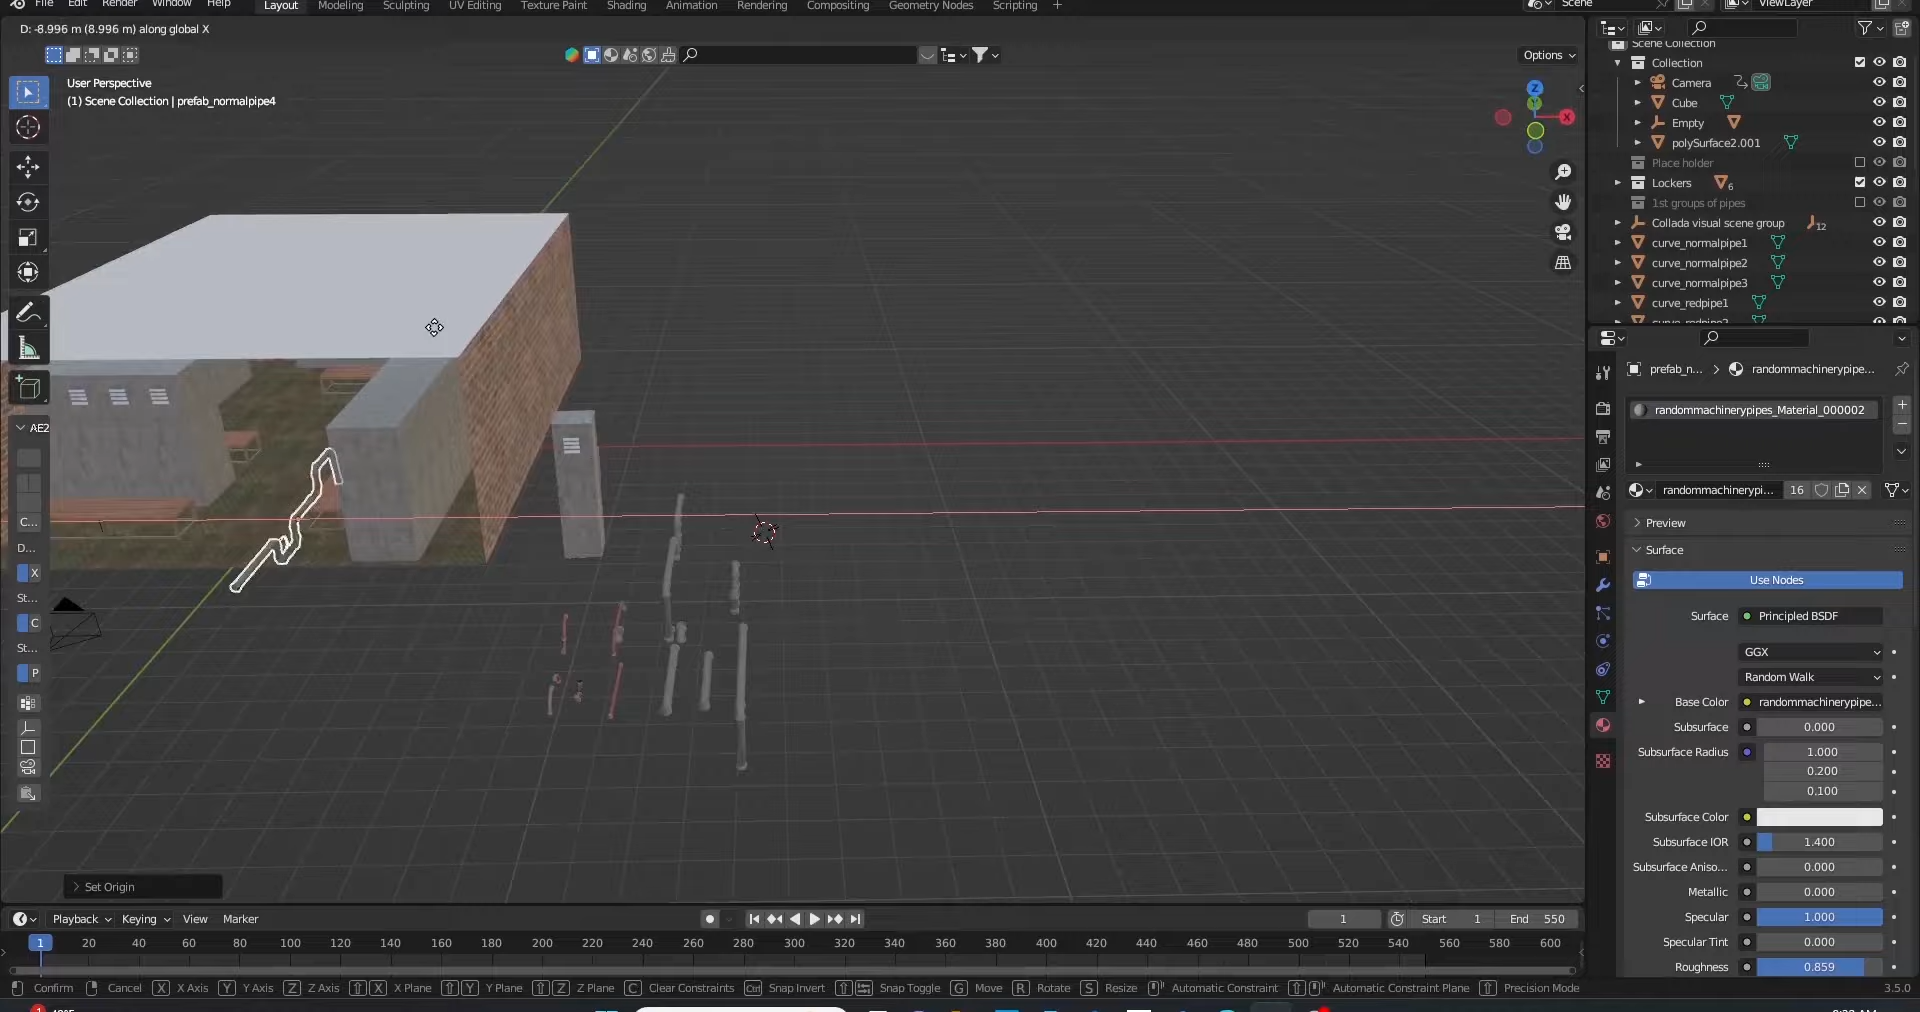 File Edit Render Window Help Layout Modeling Sculpting UV Editing Texture Paint Shading Animation Rendering Compositing Geometry Nodes Scripting + Scene ViewLayer
D: -8.996 m (8.996 m) along global X
Options
User Perspective
(1) Scene Collection | prefab_normalpipe4
Z
X
AE2
C...
D...
X
St...
C
St...
P
Set Origin
Scene Collection
Collection
Camera
Cube
Empty
polySurface2.001
Place holder
Lockers 6
1st groups of pipes
Collada visual scene group 12
curve_normalpipe1
curve_normalpipe2
curve_normalpipe3
curve_redpipe1
prefab_n... > randommachinerypipe...
randommachinerypipes_Material_000002
randommachinerypi... 16
Preview
Surface
Use Nodes
Surface Principled BSDF
GGX
Random Walk
Base Color randommachinerypipe...
Subsurface 0.000
Subsurface Radius 1.000
0.200
0.100
Subsurface Color
Subsurface IOR 1.400
Subsurface Aniso... 0.000
Metallic 0.000
Specular 1.000
Specular Tint 0.000
Roughness 0.859
Playback Keying View Marker 1 Start 1 End 550
1 20 40 60 80 100 120 140 160 180 200 220 240 260 280 300 320 340 360 380 400 420 440 460 480 500 520 540 560 580 600
Confirm Cancel X X Axis Y Y Axis Z Z Axis X X Plane Y Y Plane Z Z Plane C Clear Constraints Ctrl Snap Invert Snap Toggle G Move R Rotate S Resize Automatic Constraint Automatic Constraint Plane Precision Mode 3.5.0